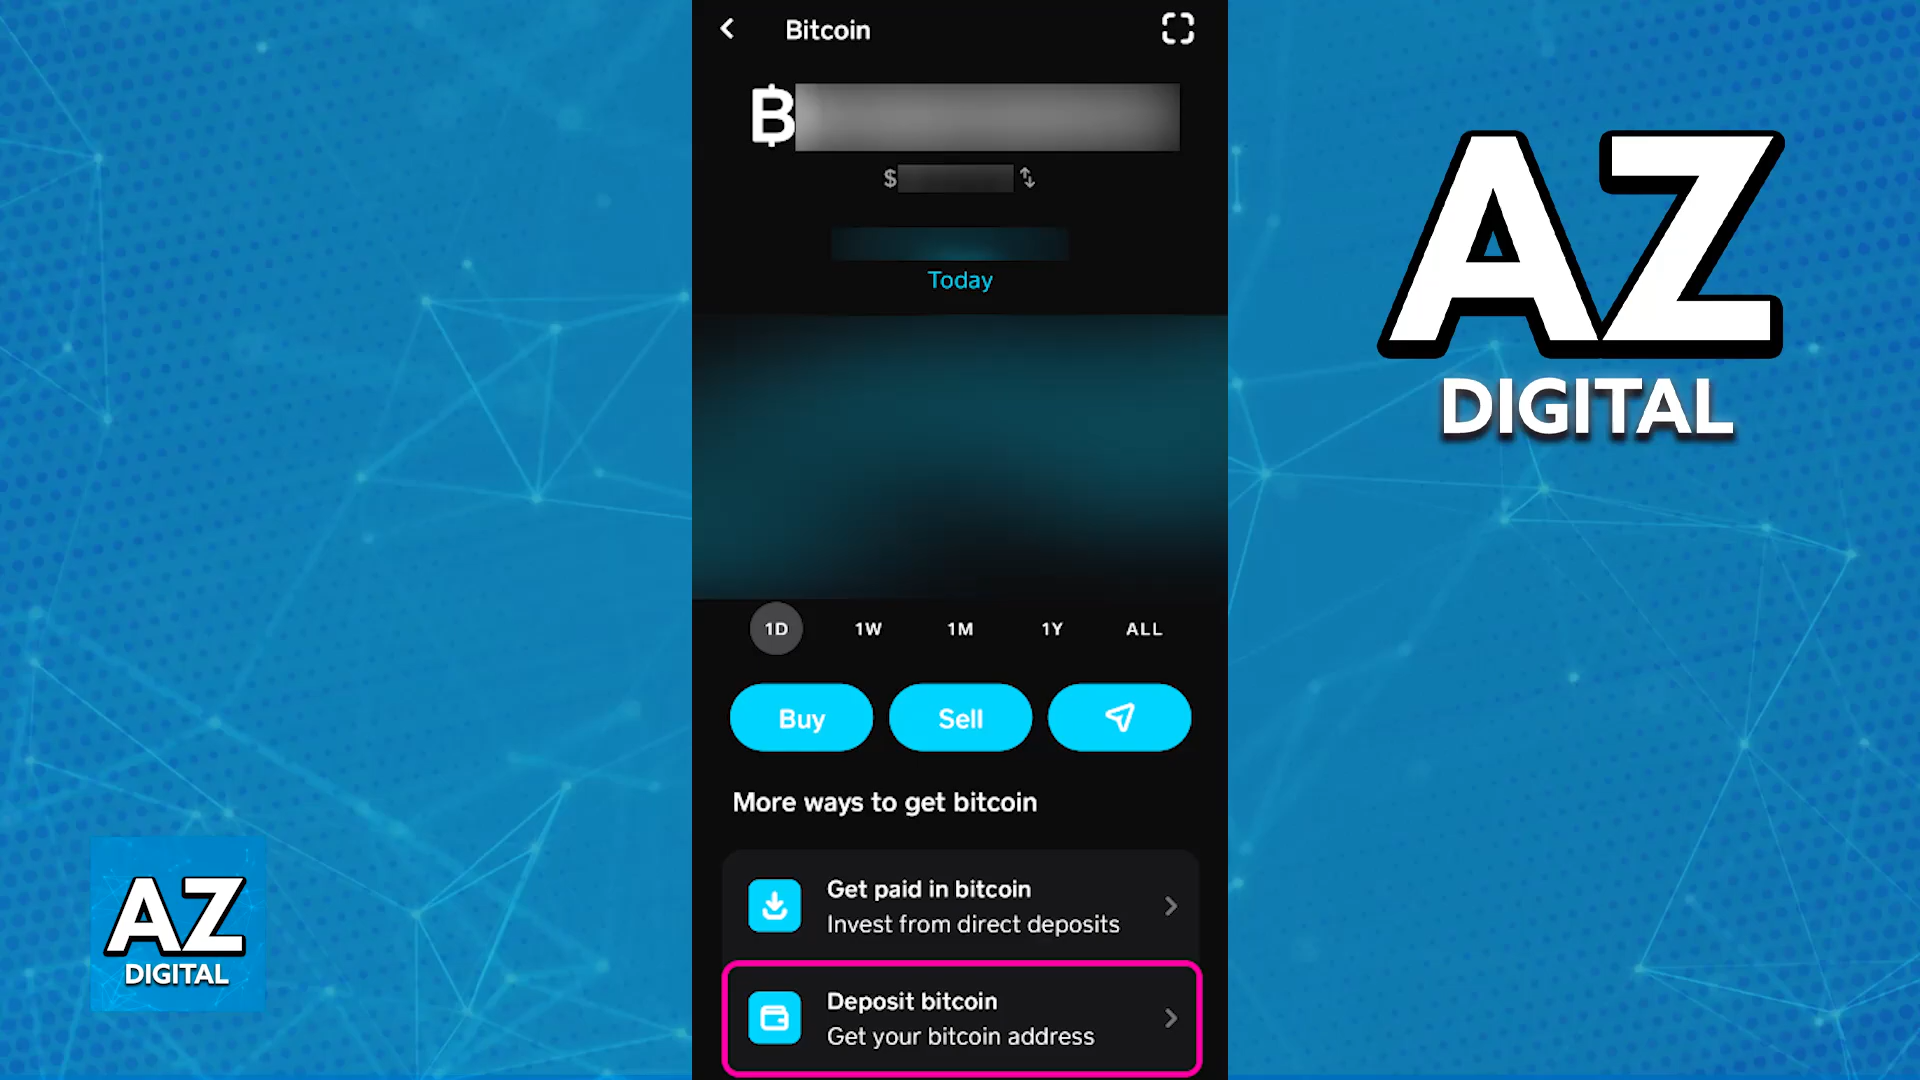 Bitcoin
₿
$
Today
1D 1W 1M 1Y ALL
Buy Sell
More ways to get bitcoin
Get paid in bitcoin
Invest from direct deposits
Deposit bitcoin
Get your bitcoin address
AZ
DIGITAL
AZ
DIGITAL